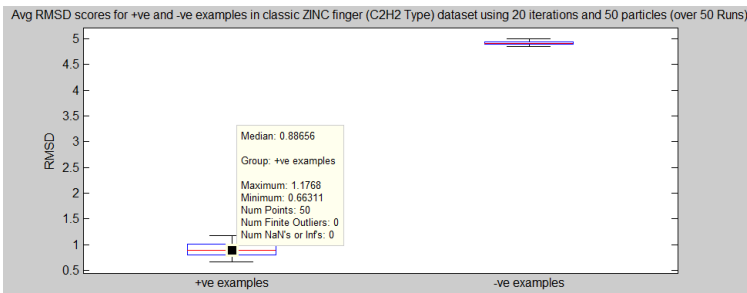 Avg RMSD scores for +ve and -ve examples in classic ZINC finger (C2H2 Type) dataset using 20 iterations and 50 particles (over 50 Runs)
5
4.5
4
3.5
3
2.5
2
1.5
1
0.5
RMSD
Median: 0.88656
Group: +ve examples
Maximum: 1.1768
Minimum: 0.66311
Num Points: 50
Num Finite Outliers: 0
Num NaN's or Inf's: 0
+ve examples
-ve examples